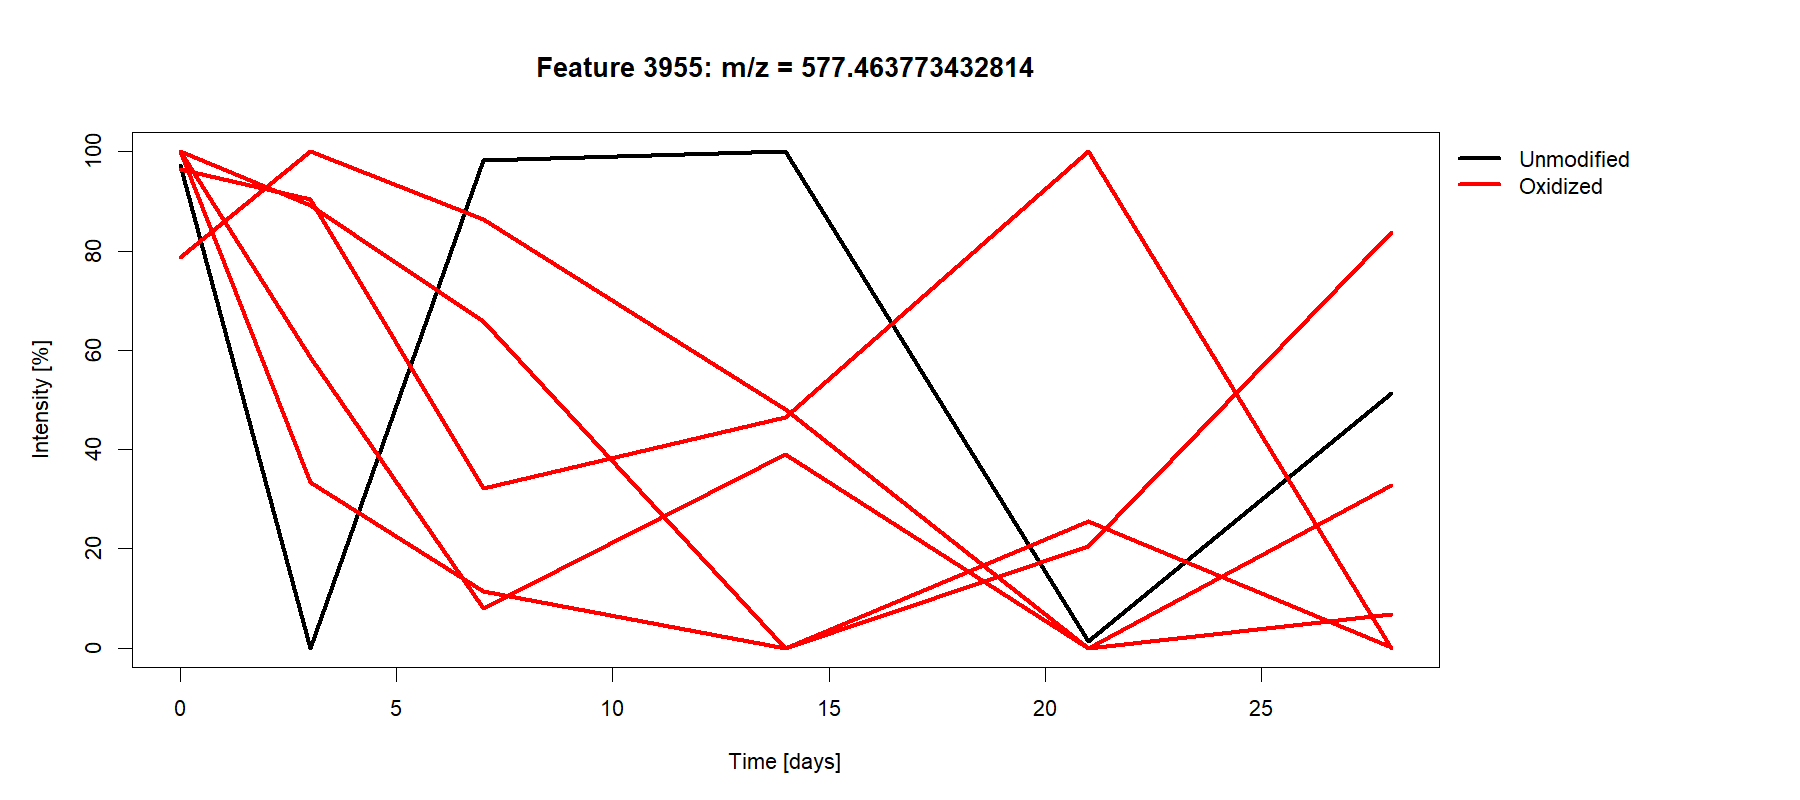 Feature 3955: m/z = 577.463773432814
Unmodified
Oxidized
Intensity [%]
100
80
60
40
20
0
0 5 10 15 20 25
Time [days]